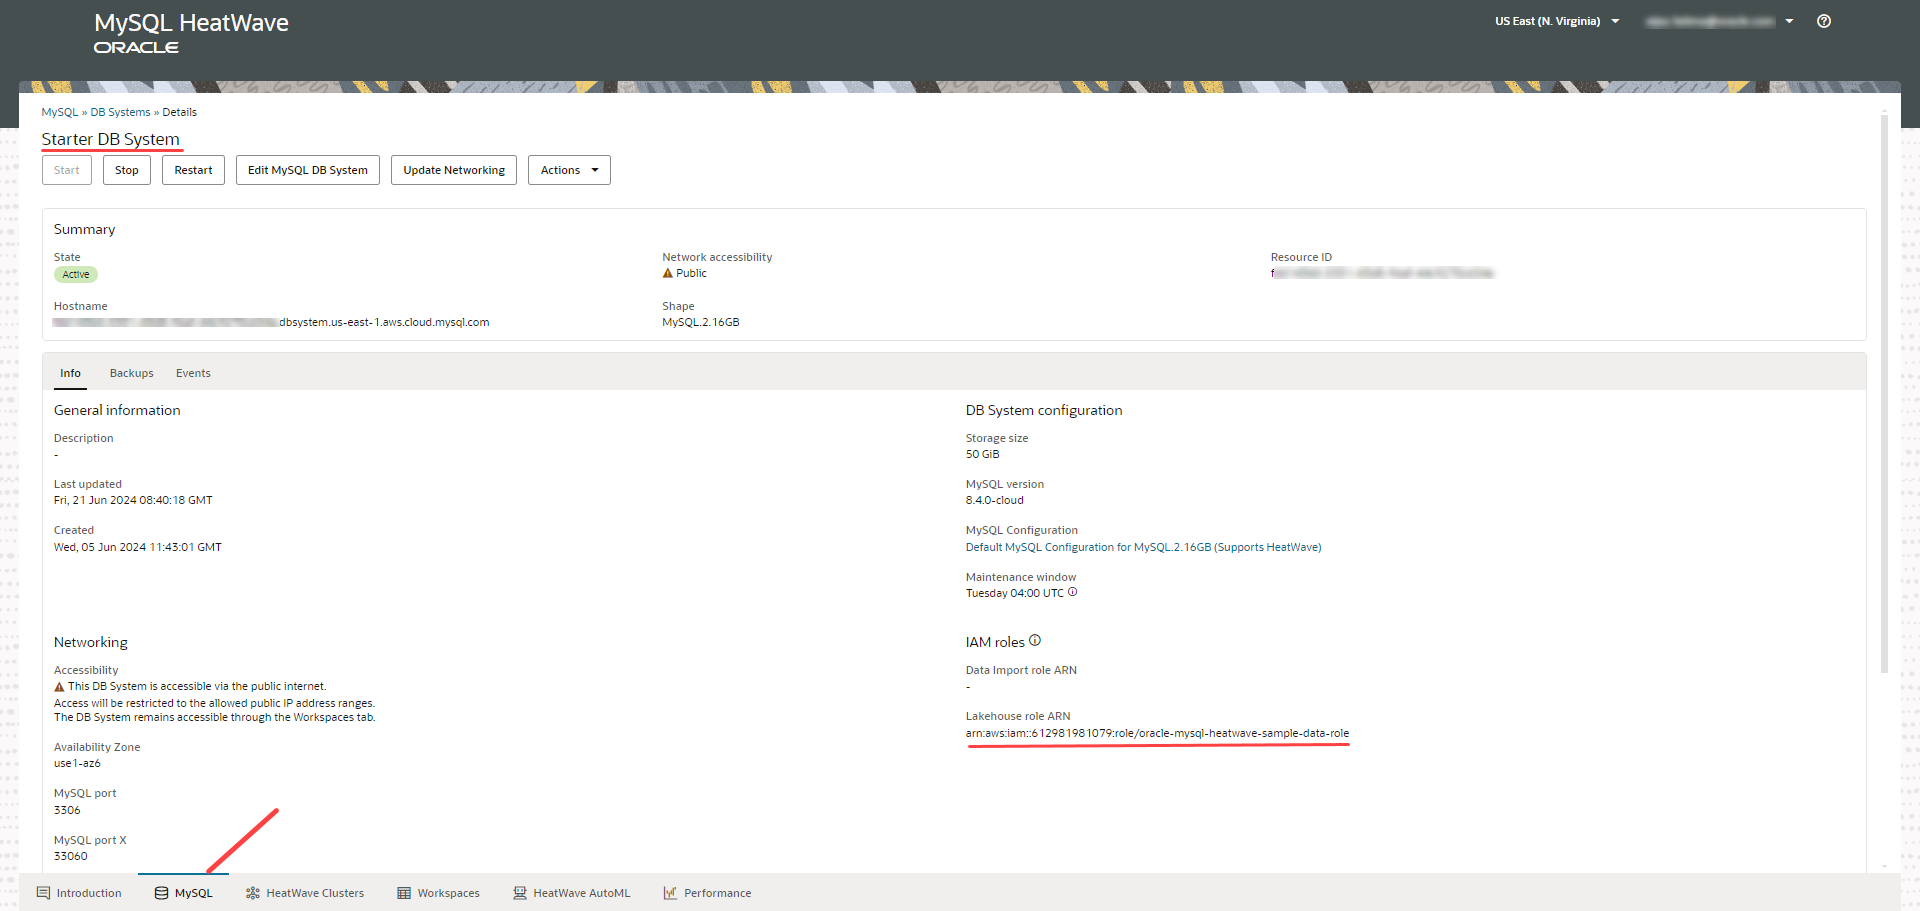 MySQL HeatWave
ORACLE
US East (N. Virginia)
MySQL » DB Systems » Details
Starter DB System
Start Stop Restart Edit MySQL DB System Update Networking Actions
Summary
State
Active
Network accessibility
Public
Resource ID
Hostname
.dbsystem.us-east-1.aws.cloud.mysql.com
Shape
MySQL.2.16GB
Info Backups Events
General information
Description
-
Last updated
Fri, 21 Jun 2024 08:40:18 GMT
Created
Wed, 05 Jun 2024 11:43:01 GMT
DB System configuration
Storage size
50 GiB
MySQL version
8.4.0-cloud
MySQL Configuration
Default MySQL Configuration for MySQL.2.16GB (Supports HeatWave)
Maintenance window
Tuesday 04:00 UTC
Networking
Accessibility
This DB System is accessible via the public internet.
Access will be restricted to the allowed public IP address ranges.
The DB System remains accessible through the Workspaces tab.
Availability Zone
use1-az6
MySQL port
3306
MySQL port X
33060
IAM roles
Data Import role ARN
-
Lakehouse role ARN
arn:aws:iam::612981981079:role/oracle-mysql-heatwave-sample-data-role
Introduction MySQL HeatWave Clusters Workspaces HeatWave AutoML Performance